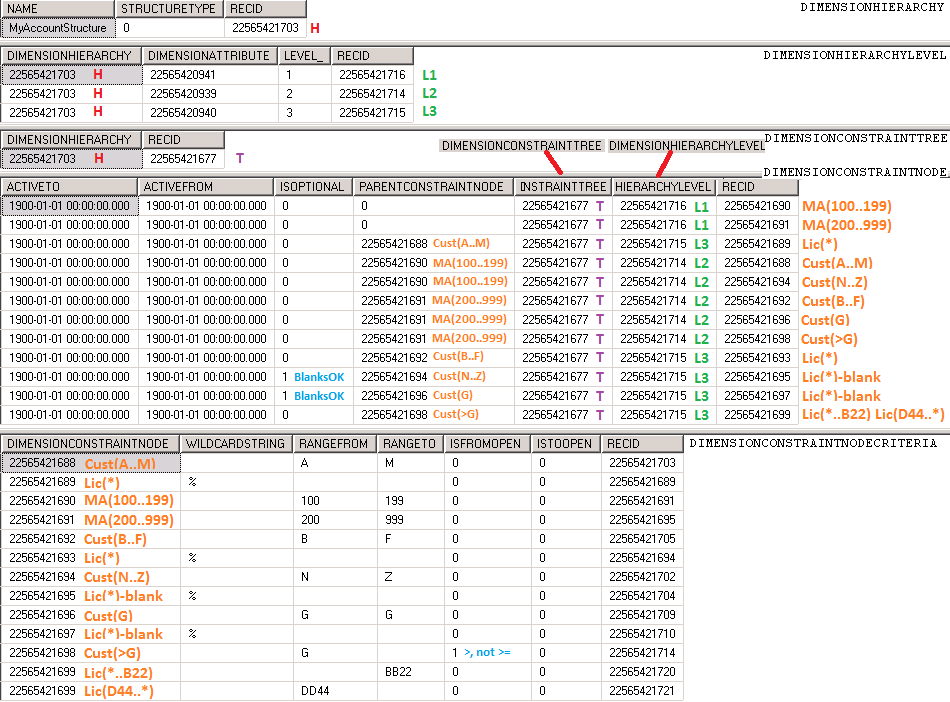 NAME STRUCTURETYPE RECID DIMENSIONHIERARCHY
MyAccountStructure 0 22565421703 H
DIMENSIONHIERARCHY DIMENSIONATTRIBUTE LEVEL_ RECID DIMENSIONHIERARCHYLEVEL
22565421703 H 22565420941 1 22565421716 L1
22565421703 H 22565420939 2 22565421714 L2
22565421703 H 22565420940 3 22565421715 L3
DIMENSIONHIERARCHY RECID DIMENSIONCONSTRAINTTREE DIMENSIONHIERARCHYLEVEL DIMENSIONCONSTRAINTTREE
22565421703 H 22565421677 T
DIMENSIONCONSTRAINTNODE
ACTIVETO ACTIVEFROM ISOPTIONAL PARENTCONSTRAINTNODE INSTRAINTTREE HIERARCHYLEVEL RECID
1900-01-01 00:00:00.000 1900-01-01 00:00:00.000 0 0 22565421677 T 22565421716 L1 22565421690 MA(100..199)
1900-01-01 00:00:00.000 1900-01-01 00:00:00.000 0 0 22565421677 T 22565421716 L1 22565421691 MA(200..999)
1900-01-01 00:00:00.000 1900-01-01 00:00:00.000 0 22565421688 Cust(A..M) 22565421677 T 22565421715 L3 22565421689 Lic(*)
1900-01-01 00:00:00.000 1900-01-01 00:00:00.000 0 22565421690 MA(100..199) 22565421677 T 22565421714 L2 22565421688 Cust(A..M)
1900-01-01 00:00:00.000 1900-01-01 00:00:00.000 0 22565421690 MA(100..199) 22565421677 T 22565421714 L2 22565421694 Cust(N..Z)
1900-01-01 00:00:00.000 1900-01-01 00:00:00.000 0 22565421691 MA(200..999) 22565421677 T 22565421714 L2 22565421692 Cust(B..F)
1900-01-01 00:00:00.000 1900-01-01 00:00:00.000 0 22565421691 MA(200..999) 22565421677 T 22565421714 L2 22565421696 Cust(G)
1900-01-01 00:00:00.000 1900-01-01 00:00:00.000 0 22565421691 MA(200..999) 22565421677 T 22565421714 L2 22565421698 Cust(>G)
1900-01-01 00:00:00.000 1900-01-01 00:00:00.000 0 22565421692 Cust(B..F) 22565421677 T 22565421715 L3 22565421693 Lic(*)
1900-01-01 00:00:00.000 1900-01-01 00:00:00.000 1 BlanksOK 22565421694 Cust(N..Z) 22565421677 T 22565421715 L3 22565421695 Lic(*)-blank
1900-01-01 00:00:00.000 1900-01-01 00:00:00.000 1 BlanksOK 22565421696 Cust(G) 22565421677 T 22565421715 L3 22565421697 Lic(*)-blank
1900-01-01 00:00:00.000 1900-01-01 00:00:00.000 0 22565421698 Cust(>G) 22565421677 T 22565421715 L3 22565421699 Lic(*..B22) Lic(D44..*)
DIMENSIONCONSTRAINTNODE WILDCARDSTRING RANGEFROM RANGETO ISFROMOPEN ISTOOPEN RECID DIMENSIONCONSTRAINTNODECRITERIA
22565421688 Cust(A..M) A M 0 0 22565421703
22565421689 Lic(*) % 0 0 22565421689
22565421690 MA(100..199) 100 199 0 0 22565421691
22565421691 MA(200..999) 200 999 0 0 22565421695
22565421692 Cust(B..F) B F 0 0 22565421705
22565421693 Lic(*) % 0 0 22565421694
22565421694 Cust(N..Z) N Z 0 0 22565421702
22565421695 Lic(*)-blank % 0 0 22565421704
22565421696 Cust(G) G G 0 0 22565421709
22565421697 Lic(*)-blank % 0 0 22565421710
22565421698 Cust(>G) G 1 >, not >= 0 22565421714
22565421699 Lic(*..B22) BB22 0 0 22565421720
22565421699 Lic(D44..*) DD44 0 0 22565421721